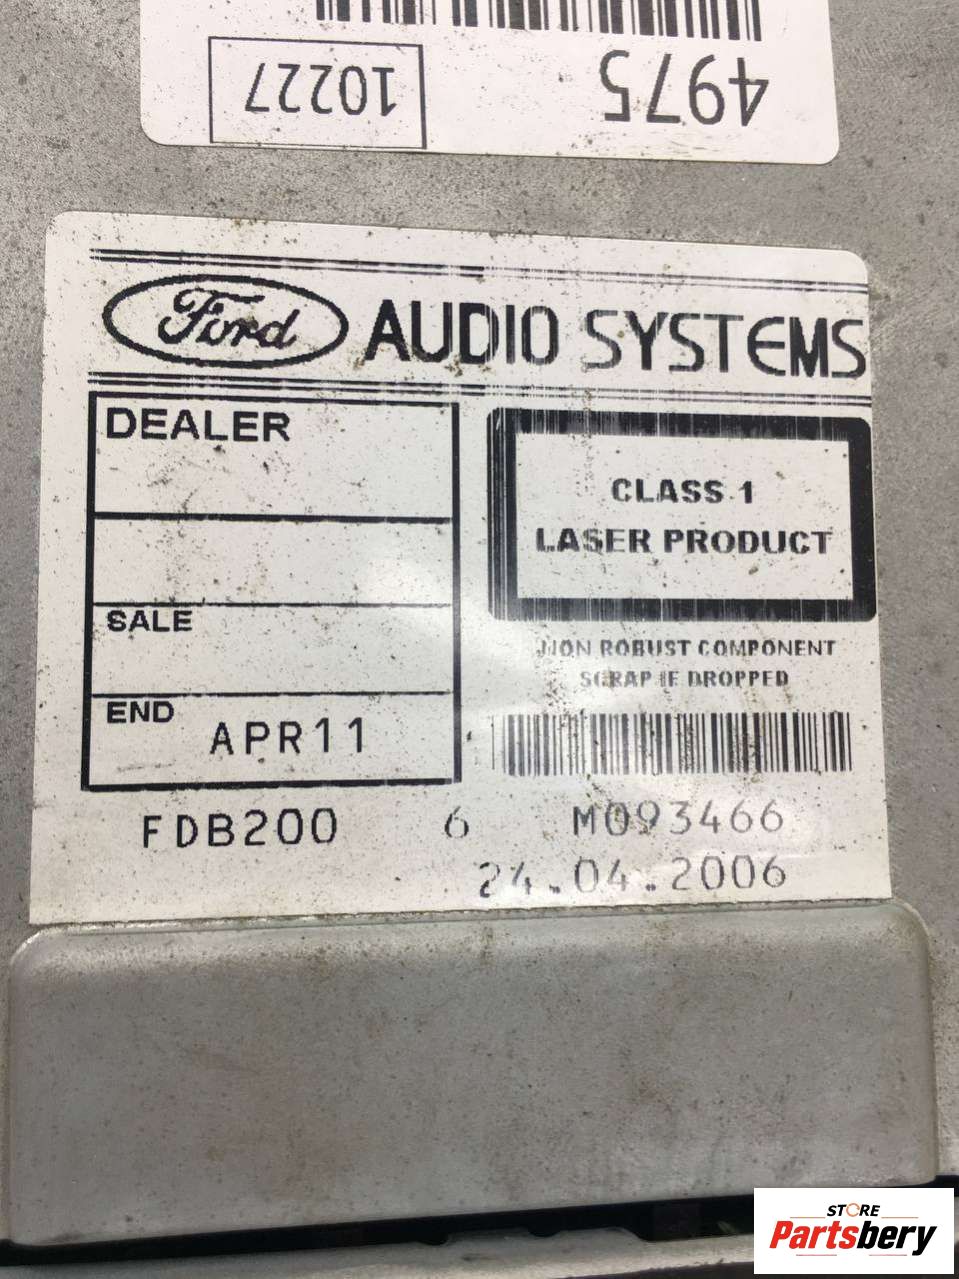 4975
10227
Ford AUDIO SYSTEMS
DEALER
CLASS 1
LASER PRODUCT
SALE
NON ROBUST COMPONENT
SCRAP IF DROPPED
END APR11
FDB200 6 M093466
24.04.2006
STORE
Partsbery